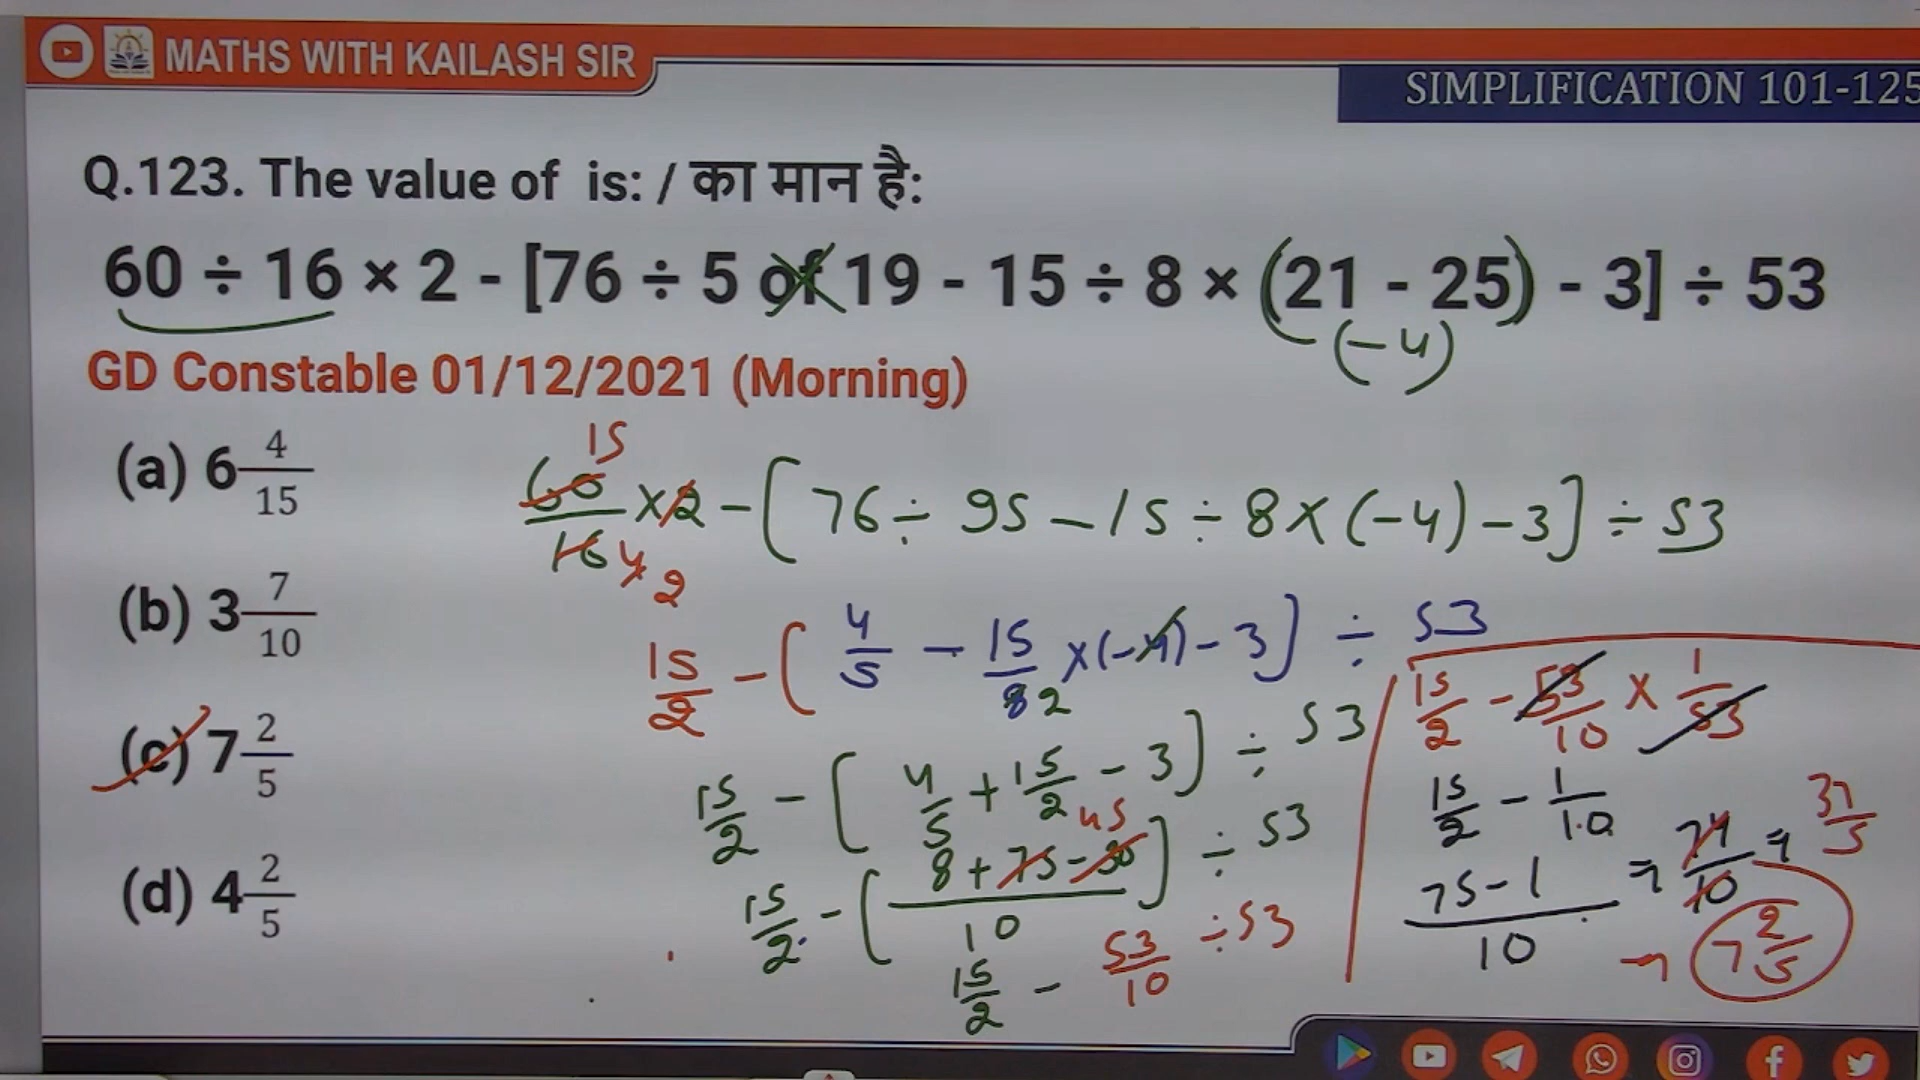 MATHS WITH KAILASH SIR
SIMPLIFICATION 101-125
Q.123. The value of is: / का मान है:
60 ÷ 16 × 2 - [76 ÷ 5 of 19 - 15 ÷ 8 × (21 - 25) - 3] ÷ 53
(-4)
GD Constable 01/12/2021 (Morning)
(a) 6 4/15
(b) 3 7/10
(c) 7 2/5
(d) 4 2/5
15
60/16 × 2 - [76 ÷ 95 - 15 ÷ 8 × (-4) - 3] ÷ 53
4 2
15/2 - [4/5 - 15/8 × (-4) - 3] ÷ 53
2
15/2 - [4/5 + 15/2 - 3] ÷ 53
45
15/2 - [8 + 75 - 30/10] ÷ 53
15/2 - 53/10 ÷ 53
15/2 - 53/10 × 1/53
15/2 - 1/10
75 - 1/10 = 74/10 = 37/5
7 2/5